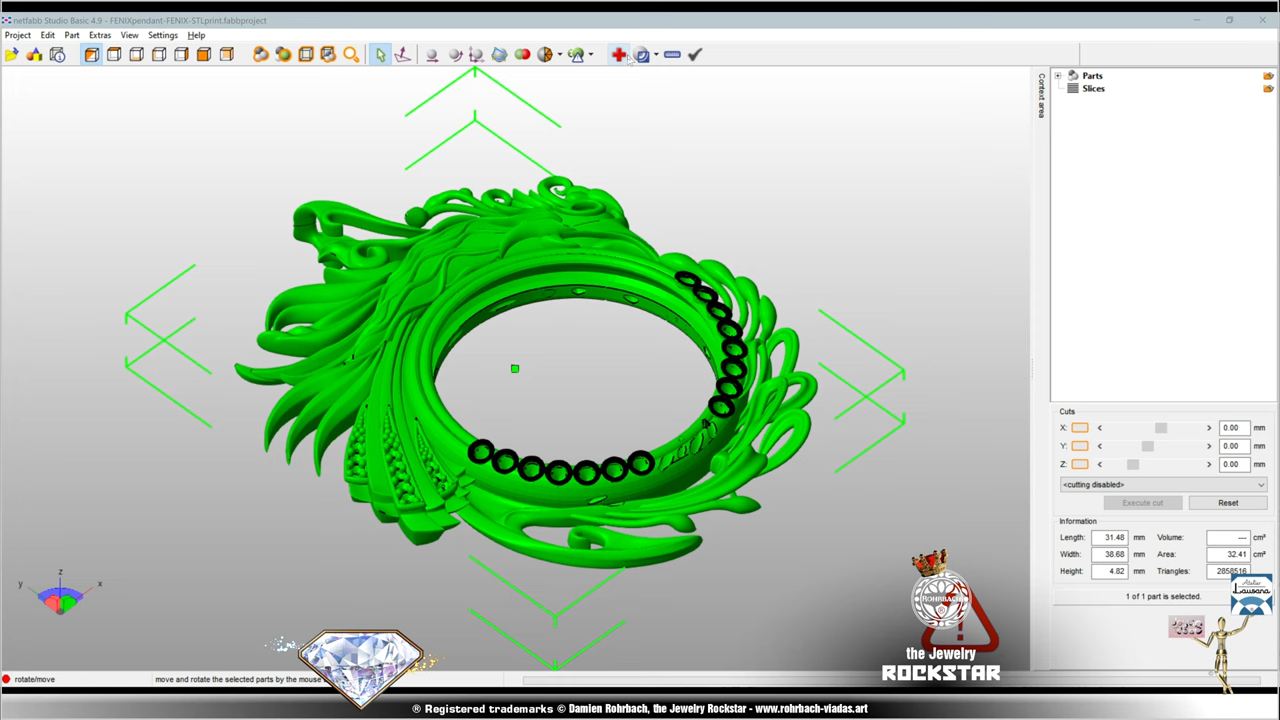 netfabb Studio Basic 4.9 - FENIXpendant-FENIX-STLprint.fabbproject
Project Edit Part Extras View Settings Help
Context area
Parts
Slices
Cuts
X: < > 0.00 mm
Y: < > 0.00 mm
Z: < > 0.00 mm
<cutting disabled>
Execute cut Reset
Information
Length: 31.48 mm Volume: --- cm³
Width: 38.68 mm Area: 32.41 cm²
Height: 4.82 mm Triangles: 2858516
1 of 1 part is selected.
z
y x
Atelier
Lausana
ROHRBACH
the Jewelry
ROCKSTAR
rotate/move move and rotate the selected parts by the mouse
® Registered trademarks © Damien Rohrbach, the Jewelry Rockstar - www.rohrbach-viadas.art